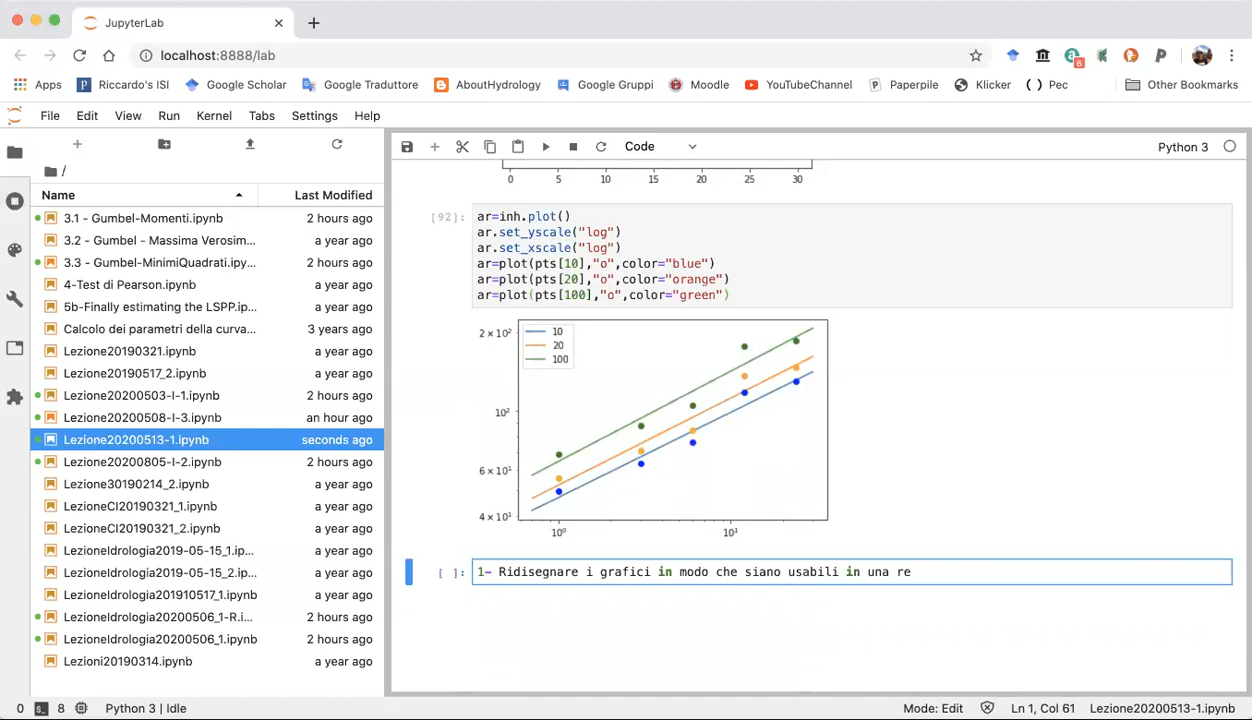 JupyterLab
localhost:8888/lab
6
Apps
Riccardo's ISI
Google Scholar
Google Traduttore
AboutHydrology
Google Gruppi
Moodle
YouTubeChannel
Paperpile
Klicker
Pec
Other Bookmarks
File Edit View Run Kernel Tabs Settings Help
Code
Python 3
/
Name Last Modified
3.1 - Gumbel-Momenti.ipynb 2 hours ago
3.2 - Gumbel - Massima Verosim... a year ago
3.3 - Gumbel-MinimiQuadrati.ipy... 2 hours ago
4-Test di Pearson.ipynb a year ago
5b-Finally estimating the LSPP.ip... a year ago
Calcolo dei parametri della curva... 3 years ago
Lezione20190321.ipynb a year ago
Lezione20190517_2.ipynb a year ago
Lezione20200503-I-1.ipynb 2 hours ago
Lezione20200508-I-3.ipynb an hour ago
Lezione20200513-1.ipynb seconds ago
Lezione20200805-I-2.ipynb 2 hours ago
Lezione30190214_2.ipynb a year ago
LezioneCI20190321_1.ipynb a year ago
LezioneCI20190321_2.ipynb a year ago
LezioneIdrologia2019-05-15_1.ip... a year ago
LezioneIdrologia2019-05-15_2.ip... a year ago
LezioneIdrologia201910517_1.ipynb a year ago
LezioneIdrologia20200506_1-R.i... 2 hours ago
LezioneIdrologia20200506_1.ipynb 2 hours ago
Lezioni20190314.ipynb a year ago
0 5 10 15 20 25 30
[92]:
ar=inh.plot()
ar.set_yscale("log")
ar.set_xscale("log")
ar=plot(pts[10],"o",color="blue")
ar=plot(pts[20],"o",color="orange")
ar=plot(pts[100],"o",color="green")
2 × 10²
10²
6 × 10¹
4 × 10¹
10
20
100
10⁰ 10¹
[ ]:
1- Ridisegnare i grafici in modo che siano usabili in una re
0
8
Python 3 | Idle
Mode: Edit
Ln 1, Col 61
Lezione20200513-1.ipynb